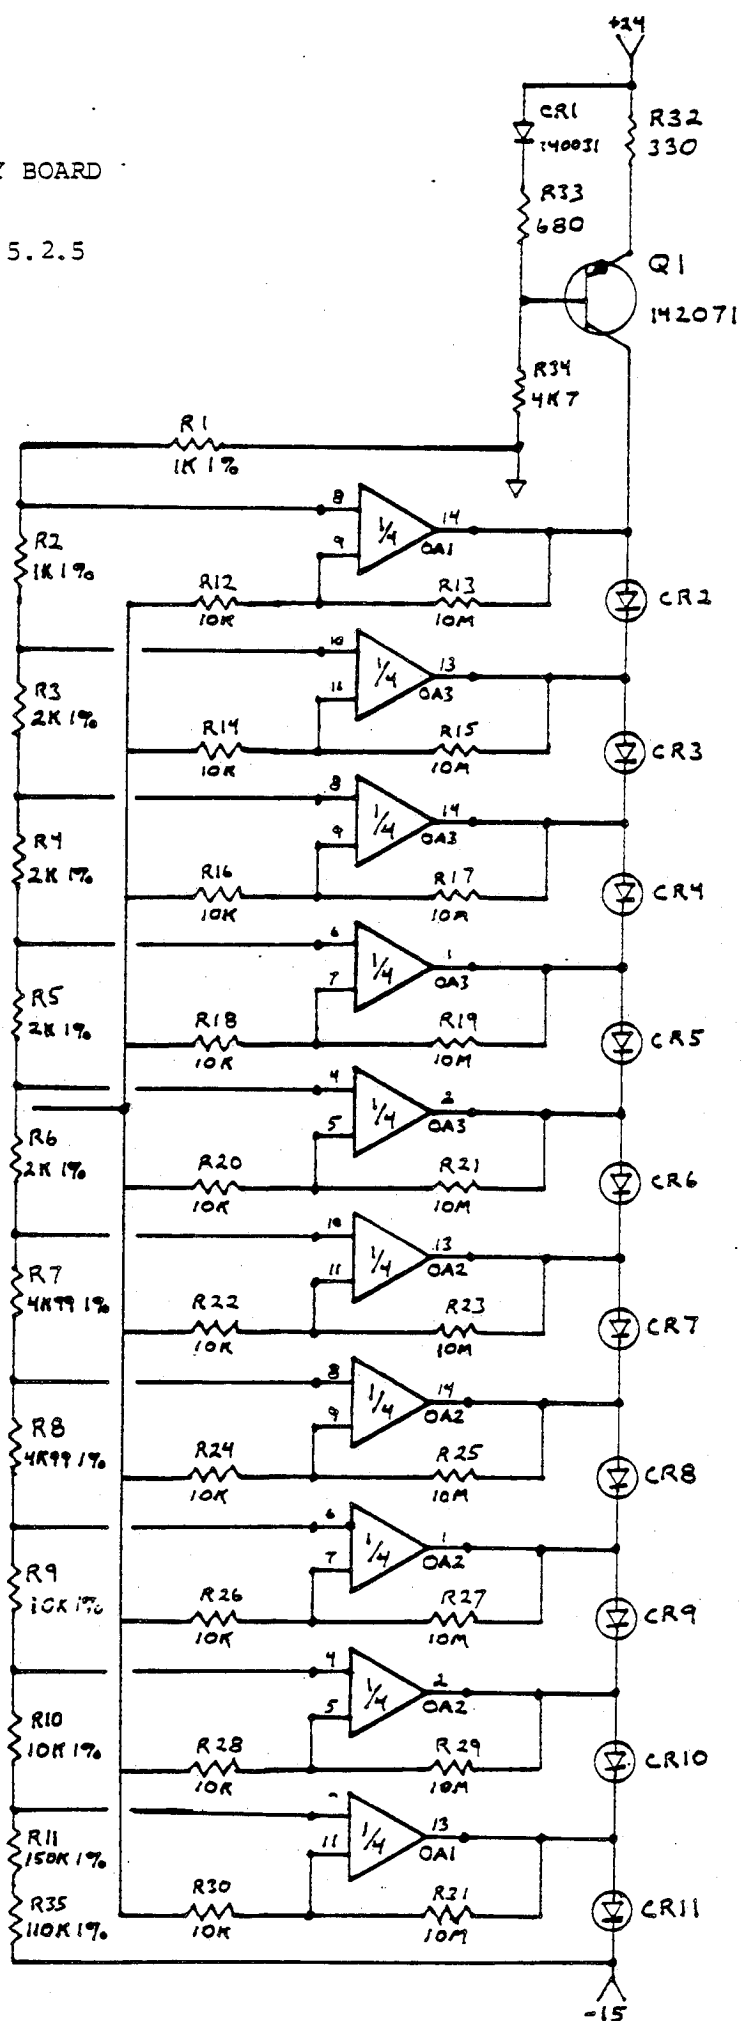 +24
CR1
140031
R32
330
Y BOARD
R33
680
5.2.5
Q1
142071
R34
4K7
R1
1K 1%
8
1/4
14
OA1
9
R2
1K 1%
R12
10K
R13
10M
CR2
10
1/4
13
OA3
11
R3
2K 1%
R14
10K
R15
10M
CR3
8
1/4
14
OA3
9
R4
2K 1%
R16
10K
R17
10M
CR4
6
1/4
1
OA3
7
R5
2K 1%
R18
10K
R19
10M
CR5
4
1/4
2
OA3
5
R6
2K 1%
R20
10K
R21
10M
CR6
10
1/4
13
OA2
11
R7
4K99 1%
R22
10K
R23
10M
CR7
8
1/4
14
OA2
9
R8
4K99 1%
R24
10K
R25
10M
CR8
6
1/4
1
OA2
7
R9
10K 1%
R26
10K
R27
10M
CR9
4
1/4
2
OA2
5
R10
10K 1%
R28
10K
R29
10M
CR10
1/4
13
OA1
11
R11
150K 1%
R30
10K
10M
R35
110K 1%
CR11
-15